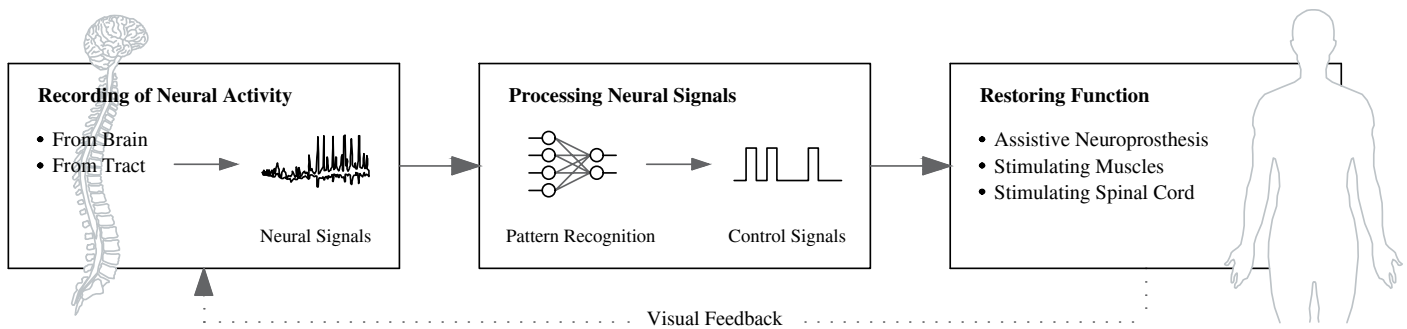 Recording of Neural Activity
• From Brain
• From Tract
Neural Signals
Processing Neural Signals
Pattern Recognition
Control Signals
Restoring Function
• Assistive Neuroprosthesis
• Stimulating Muscles
• Stimulating Spinal Cord
Visual Feedback